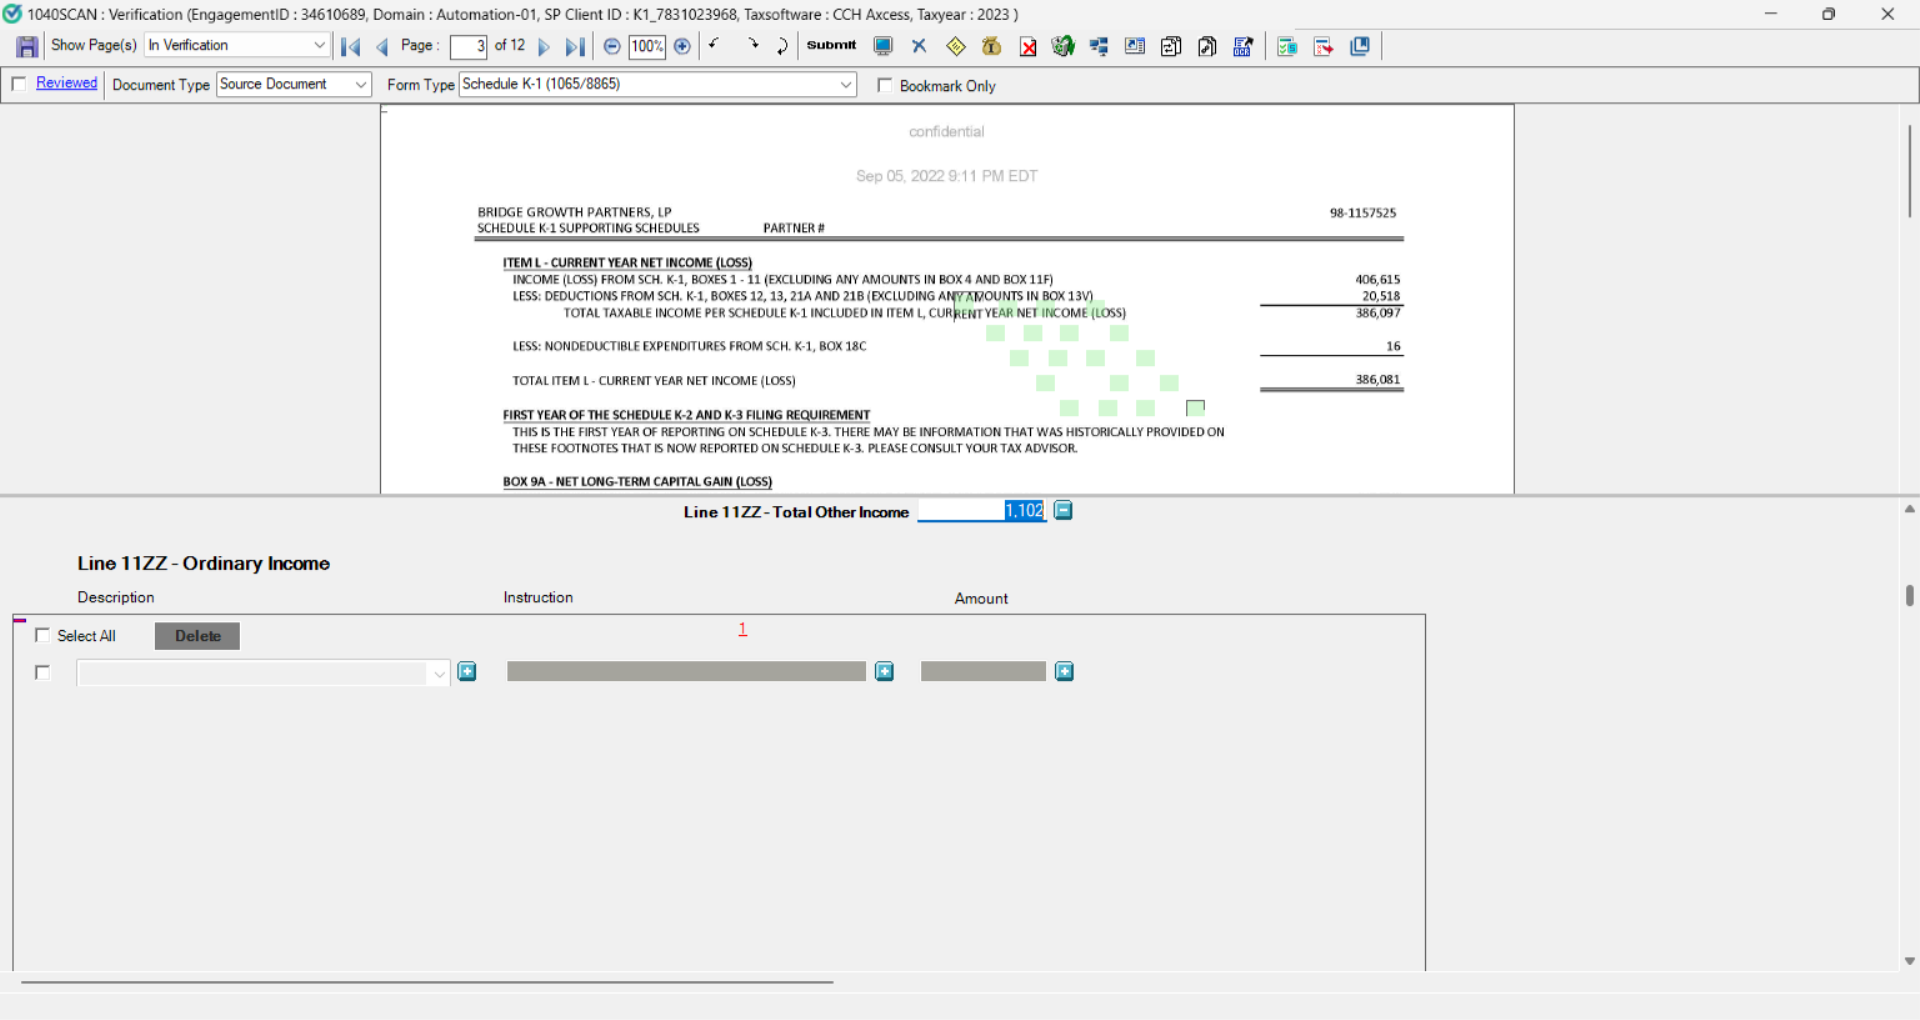 1040SCAN : Verification (EngagementID : 34610689, Domain : Automation-01, SP Client ID : K1_7831023968, Taxsoftware : CCH Axcess, Taxyear : 2023 )
Show Page(s) In Verification Page : 3 of 12 100% Submit
Reviewed Document Type Source Document Form Type Schedule K-1 (1065/8865) Bookmark Only
confidential
Sep 05, 2022 9:11 PM EDT
BRIDGE GROWTH PARTNERS, LP 98-1157525
SCHEDULE K-1 SUPPORTING SCHEDULES PARTNER #
ITEM L - CURRENT YEAR NET INCOME (LOSS)
INCOME (LOSS) FROM SCH. K-1, BOXES 1 - 11 (EXCLUDING ANY AMOUNTS IN BOX 4 AND BOX 11F) 406,615
LESS: DEDUCTIONS FROM SCH. K-1, BOXES 12, 13, 21A AND 21B (EXCLUDING ANY AMOUNTS IN BOX 13V) 20,518
TOTAL TAXABLE INCOME PER SCHEDULE K-1 INCLUDED IN ITEM L, CURRENT YEAR NET INCOME (LOSS) 386,097
LESS: NONDEDUCTIBLE EXPENDITURES FROM SCH. K-1, BOX 18C 16
TOTAL ITEM L - CURRENT YEAR NET INCOME (LOSS) 386,081
FIRST YEAR OF THE SCHEDULE K-2 AND K-3 FILING REQUIREMENT
THIS IS THE FIRST YEAR OF REPORTING ON SCHEDULE K-3. THERE MAY BE INFORMATION THAT WAS HISTORICALLY PROVIDED ON
THESE FOOTNOTES THAT IS NOW REPORTED ON SCHEDULE K-3. PLEASE CONSULT YOUR TAX ADVISOR.
BOX 9A - NET LONG-TERM CAPITAL GAIN (LOSS)
Line 11ZZ - Total Other Income 1,102
Line 11ZZ - Ordinary Income
Description Instruction Amount
Select All Delete 1